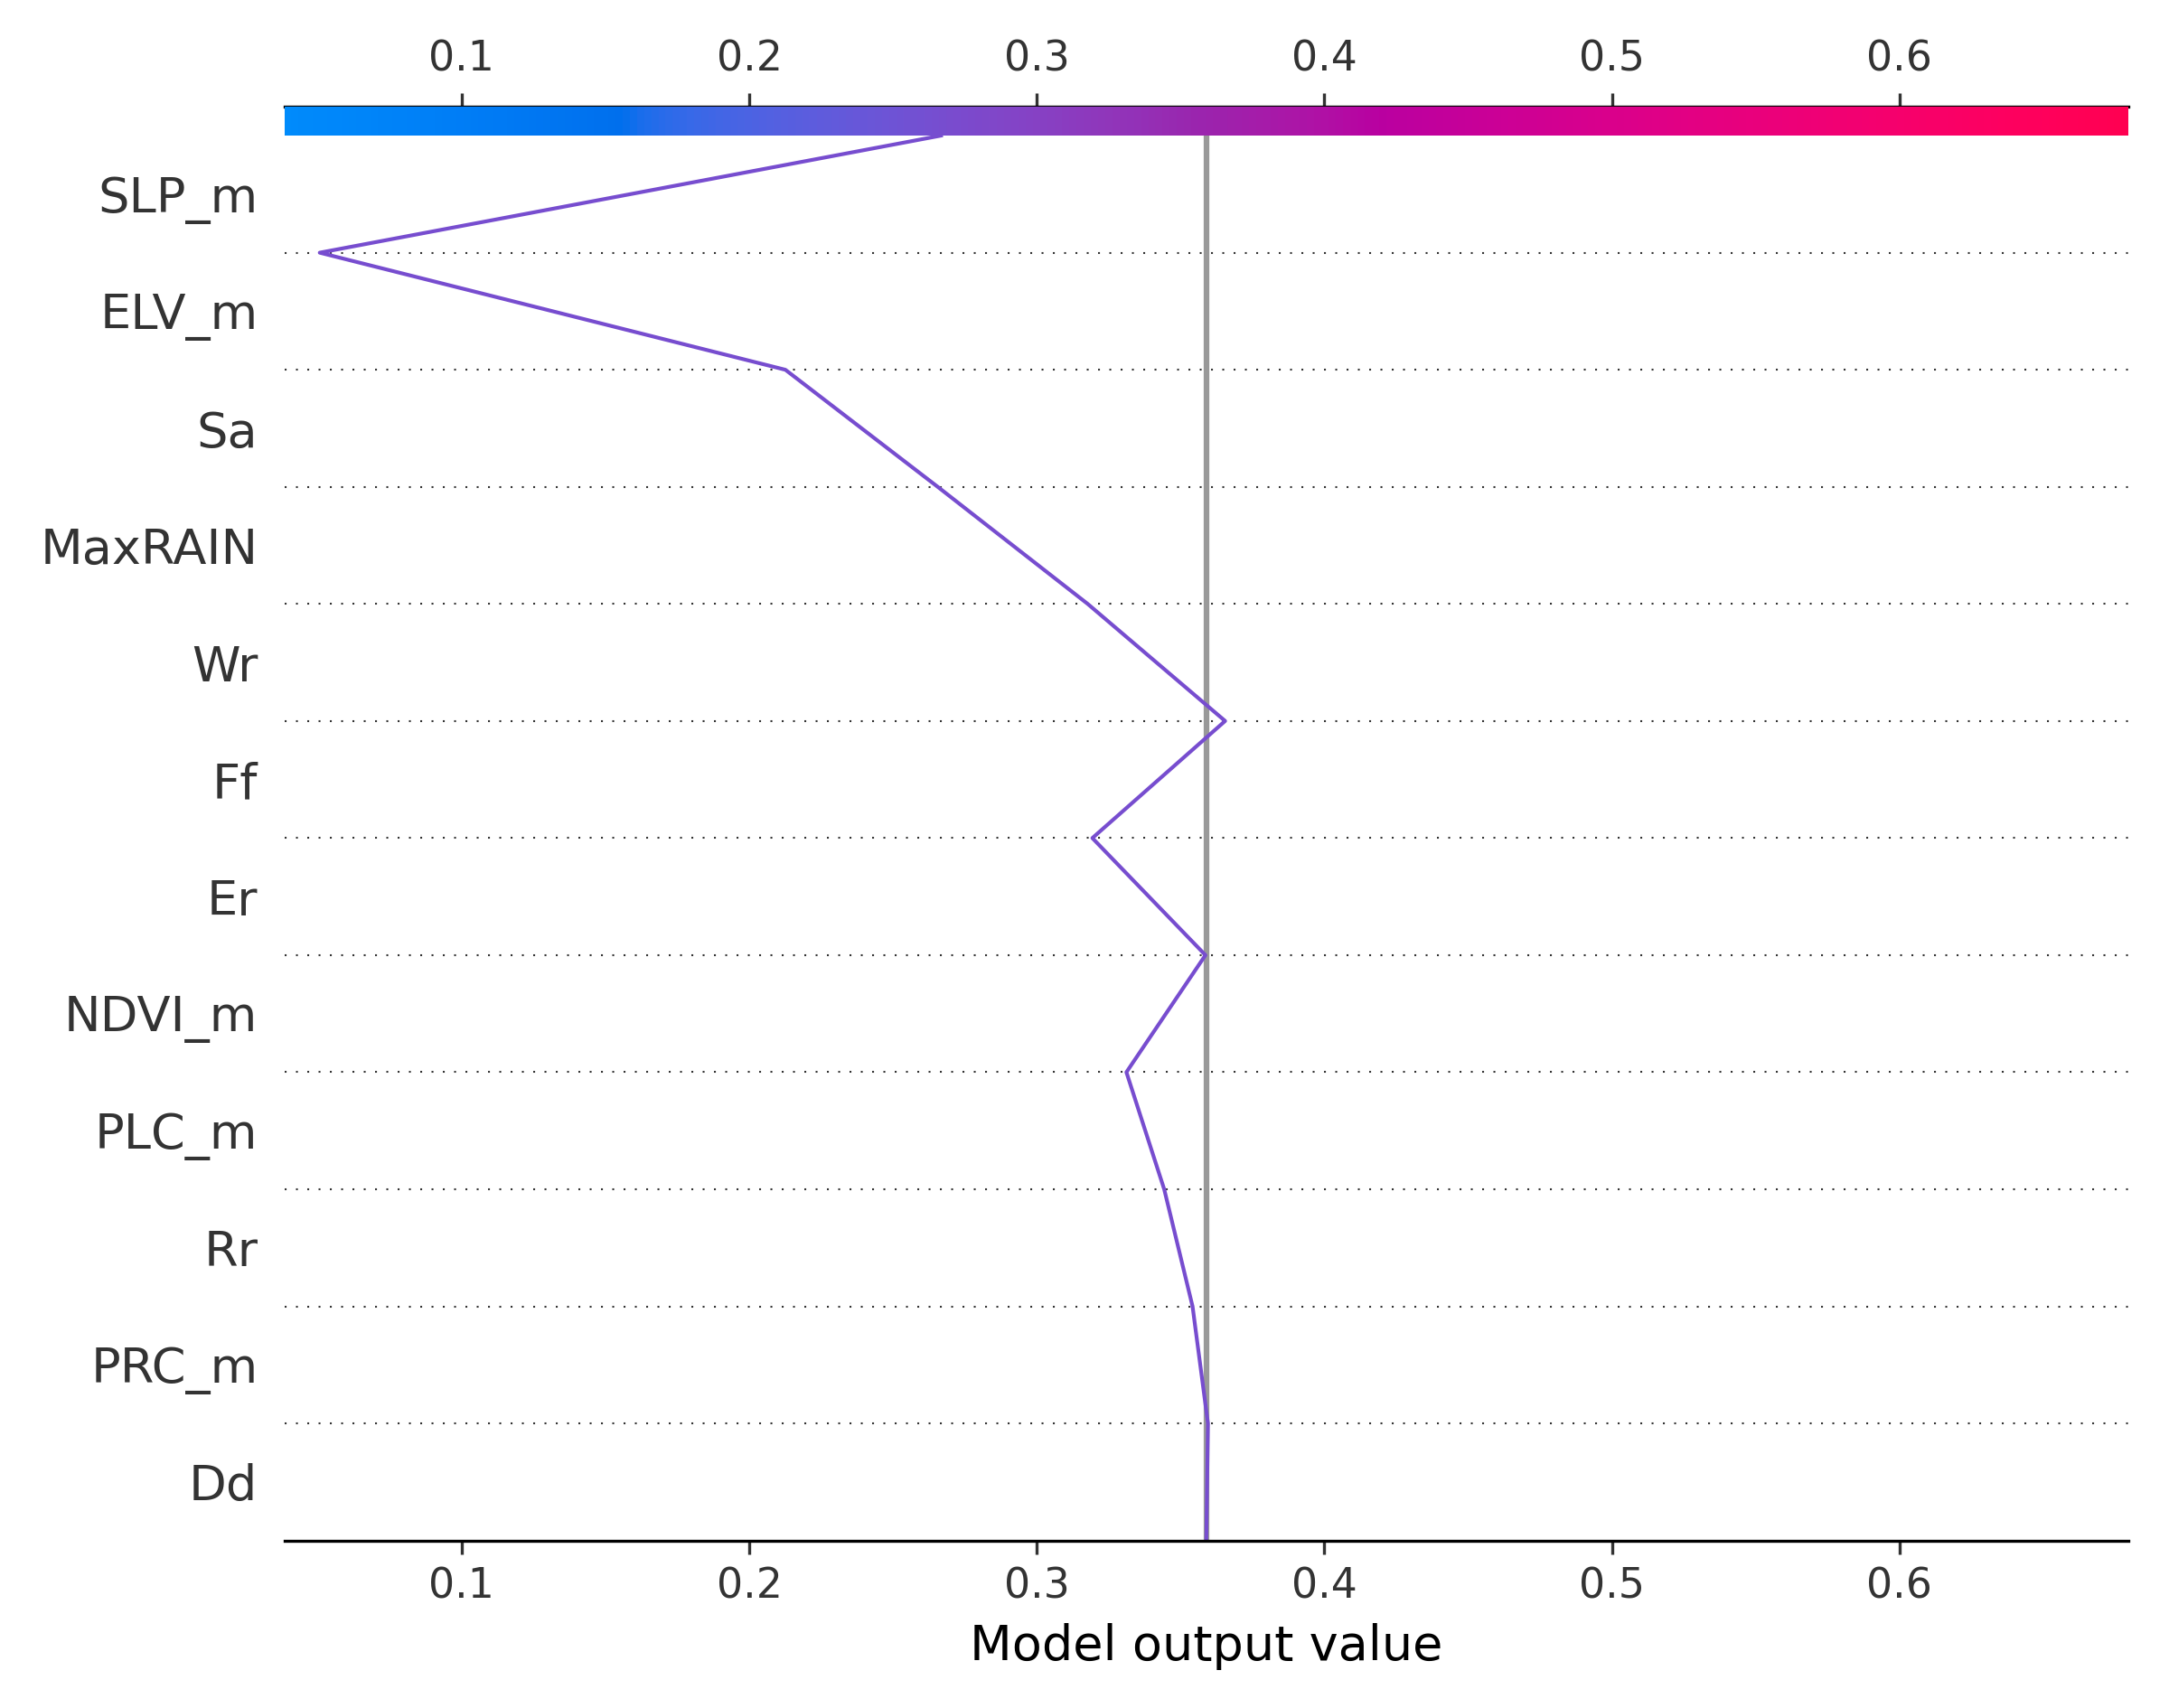 0.1 0.2 0.3 0.4 0.5 0.6
SLP_m
ELV_m
Sa
MaxRAIN
Wr
Ff
Er
NDVI_m
PLC_m
Rr
PRC_m
Dd
0.1 0.2 0.3 0.4 0.5 0.6
Model output value